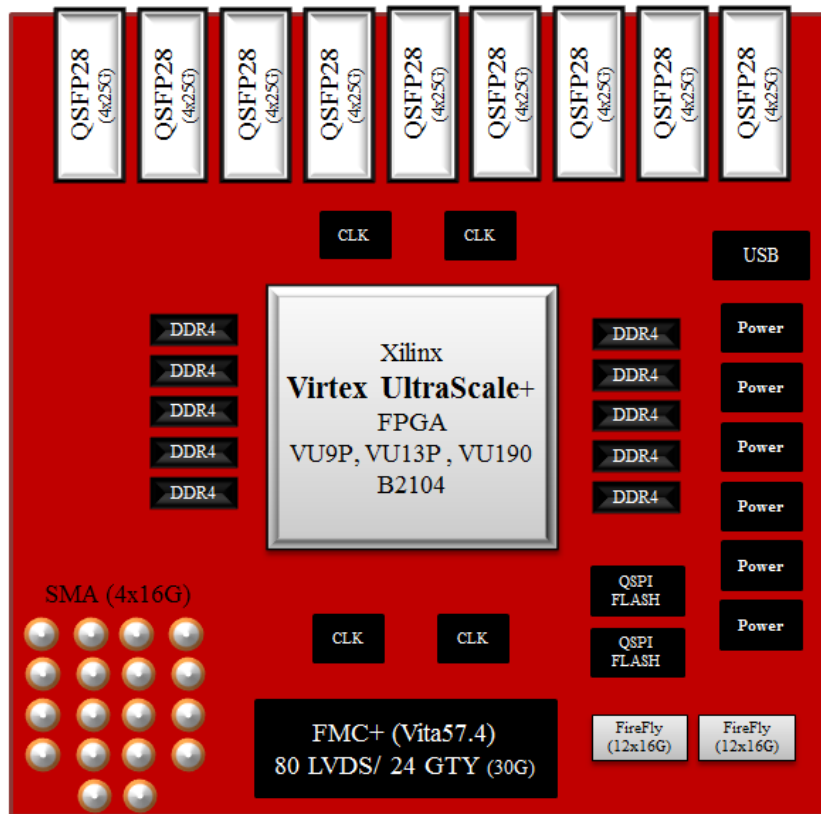 QSFP28
(4x25G)
QSFP28
(4x25G)
QSFP28
(4x25G)
QSFP28
(4x25G)
QSFP28
(4x25G)
QSFP28
(4x25G)
QSFP28
(4x25G)
QSFP28
(4x25G)
QSFP28
(4x25G)
CLK
CLK
USB
DDR4
DDR4
DDR4
DDR4
DDR4
Xilinx
Virtex UltraScale+
FPGA
VU9P, VU13P , VU190
B2104
DDR4
DDR4
DDR4
DDR4
DDR4
Power
Power
Power
Power
Power
Power
QSPI
FLASH
QSPI
FLASH
SMA (4x16G)
CLK
CLK
FMC+ (Vita57.4)
80 LVDS/ 24 GTY (30G)
FireFly
(12x16G)
FireFly
(12x16G)